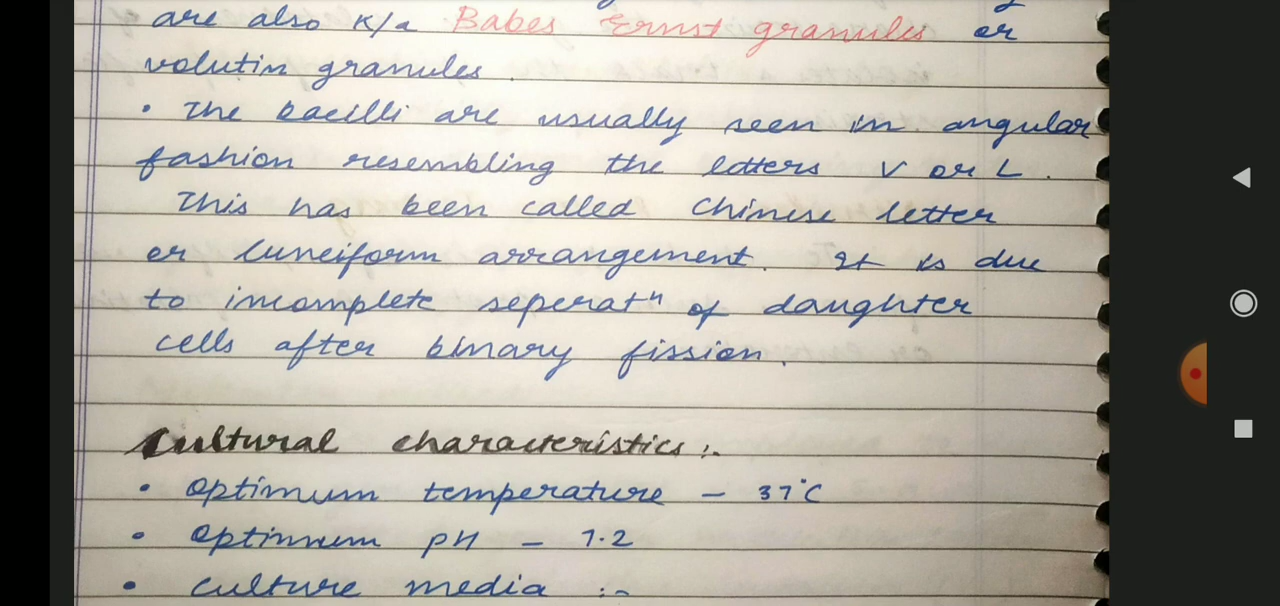 are also K/a Babes Ernst granules or
volutin granules.
• The bacilli are usually seen in angular
fashion resembling the letters V or L.
This has been called Chinese letter
or Cuneiform arrangement. It is due
to incomplete seperatⁿ of daughter
cells after binary fission.
Cultural characteristics :-
• Optimum temperature – 37°C
• Optimum pH – 7.2
• Culture media :-